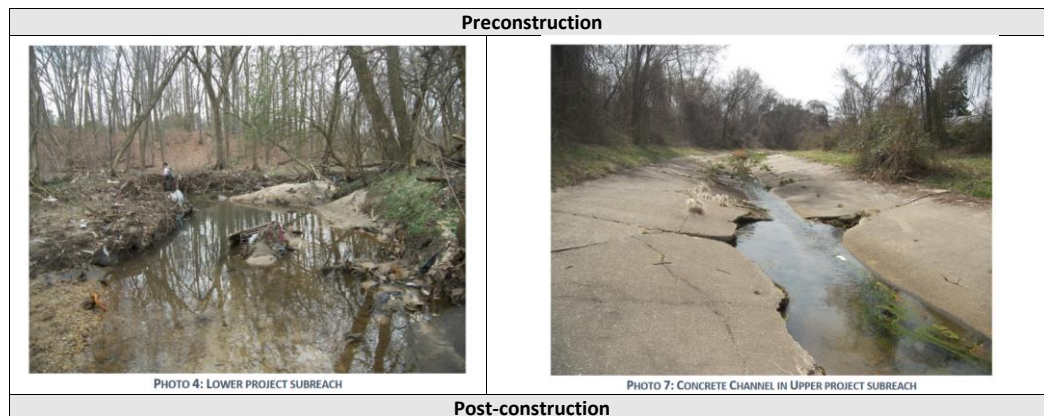 Preconstruction
PHOTO 4: LOWER PROJECT SUBREACH
PHOTO 7: CONCRETE CHANNEL IN UPPER PROJECT SUBREACH
Post-construction